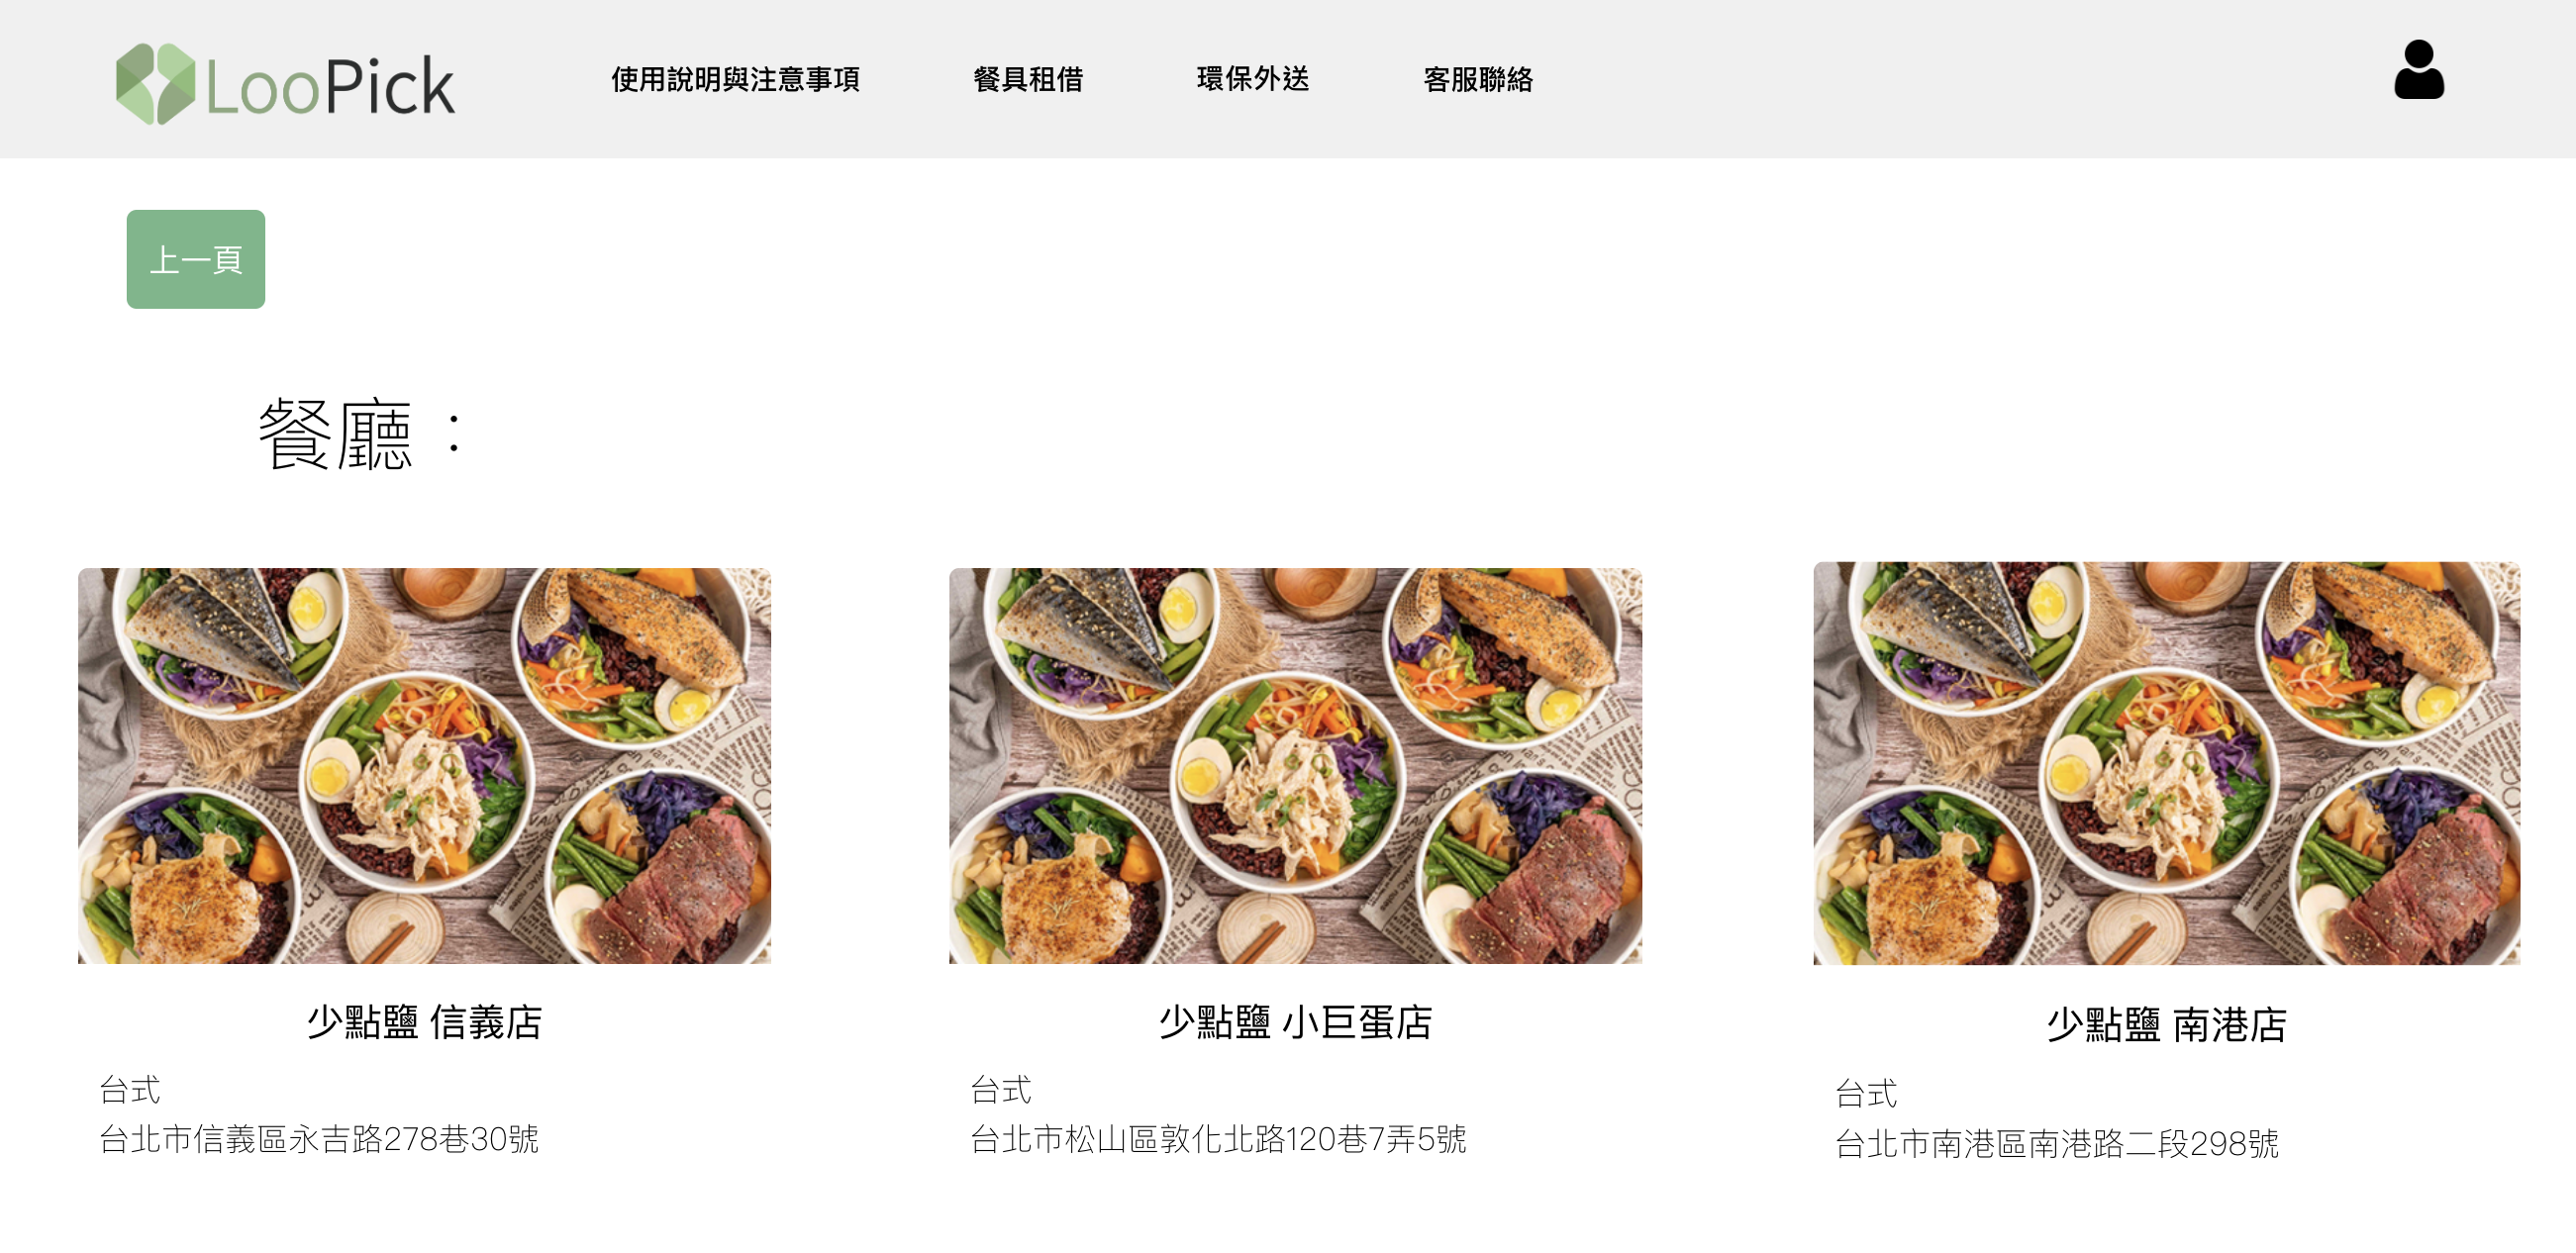 LooPick
使用說明與注意事項
餐具租借
環保外送
客服聯絡
上一頁
餐廳：
少點鹽 信義店
台式
台北市信義區永吉路278巷30號
少點鹽 小巨蛋店
台式
台北市松山區敦化北路120巷7弄5號
少點鹽 南港店
台式
台北市南港區南港路二段298號